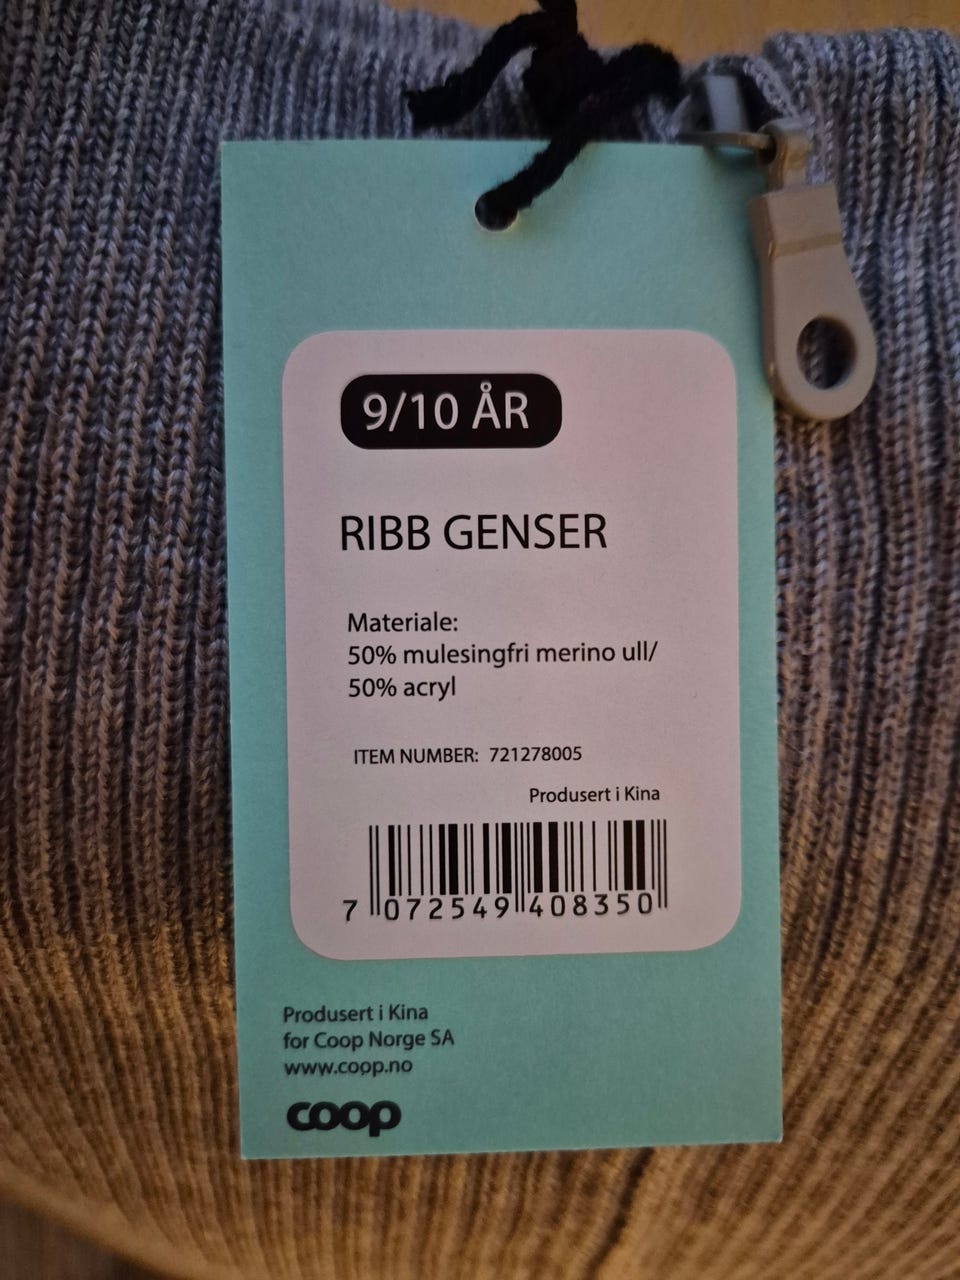 9/10 ÅR
RIBB GENSER
Materiale:
50% mulesingfri merino ull/
50% acryl
ITEM NUMBER: 721278005
Produsert i Kina
7 072549 408350
Produsert i Kina
for Coop Norge SA
www.coop.no
coop